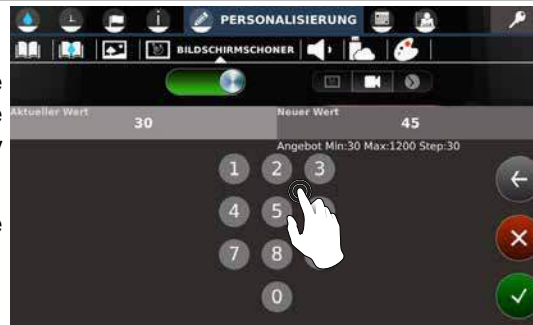 PERSONALISIERUNG
BILDSCHIRMSCHONER
Aktueller Wert
Neuer Wert
30
45
Angebot Min:30 Max:1200 Step:30
1 2 3
4 5
7 8
0